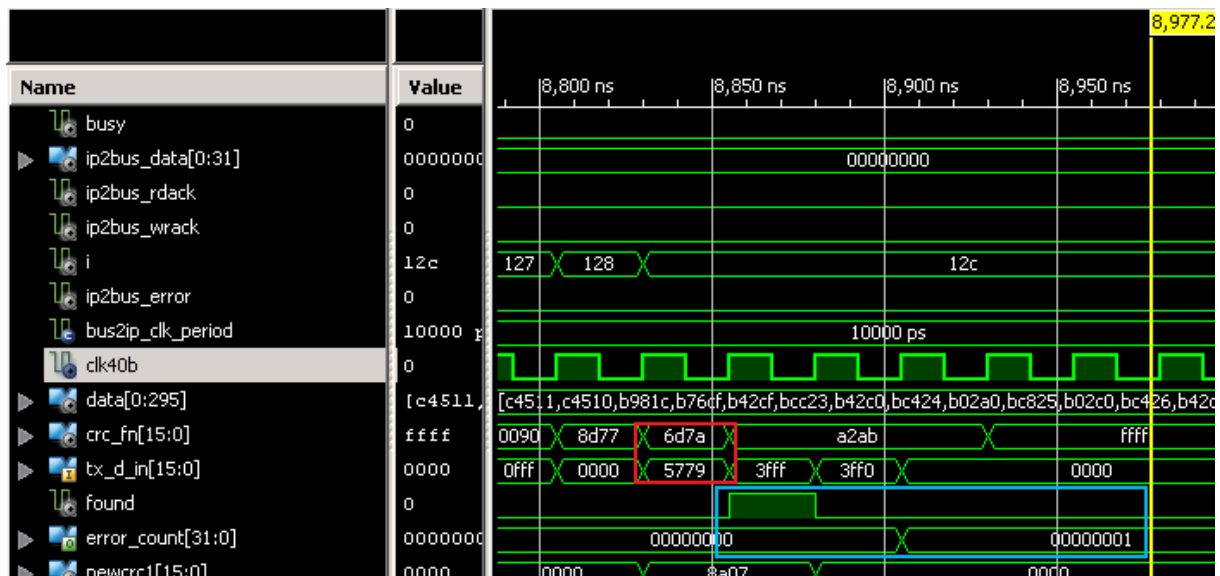 8,977.2
Name Value 8,800 ns 8,850 ns 8,900 ns 8,950 ns
busy 0
ip2bus_data[0:31] 0000000 00000000
ip2bus_rdack 0
ip2bus_wrack 0
i 12c 127 128 12c
ip2bus_error 0
bus2ip_clk_period 10000 p 10000 ps
clk40b 0
data[0:295] [c4511, [c4511,c4510,b981c,b76cf,b42cf,bcc23,b42c0,bc424,b02a0,bc825,b02c0,bc426,b42c
crc_fn[15:0] ffff 0090 8d77 6d7a a2ab ffff
tx_d_in[15:0] 0000 0fff 0000 5779 3fff 3ff0 0000
found 0
error_count[31:0] 0000000 00000000 00000001
newcrc1[15:0] 0000 0000 8a07 0000